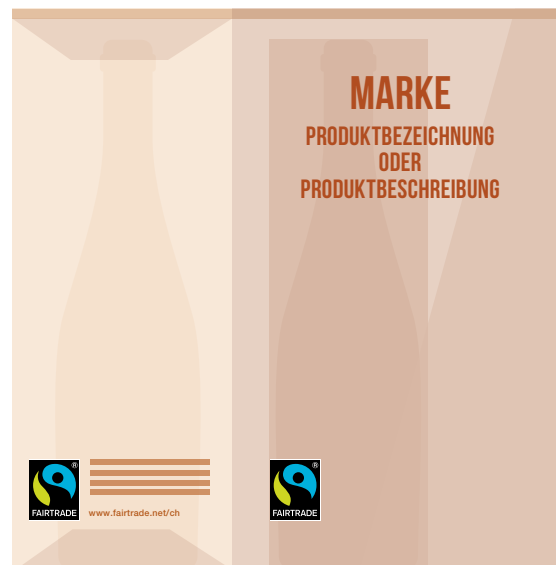 MARKE
PRODUKTBEZEICHNUNG
ODER
PRODUKTBESCHREIBUNG
®
FAIRTRADE
www.fairtrade.net/ch
®
FAIRTRADE